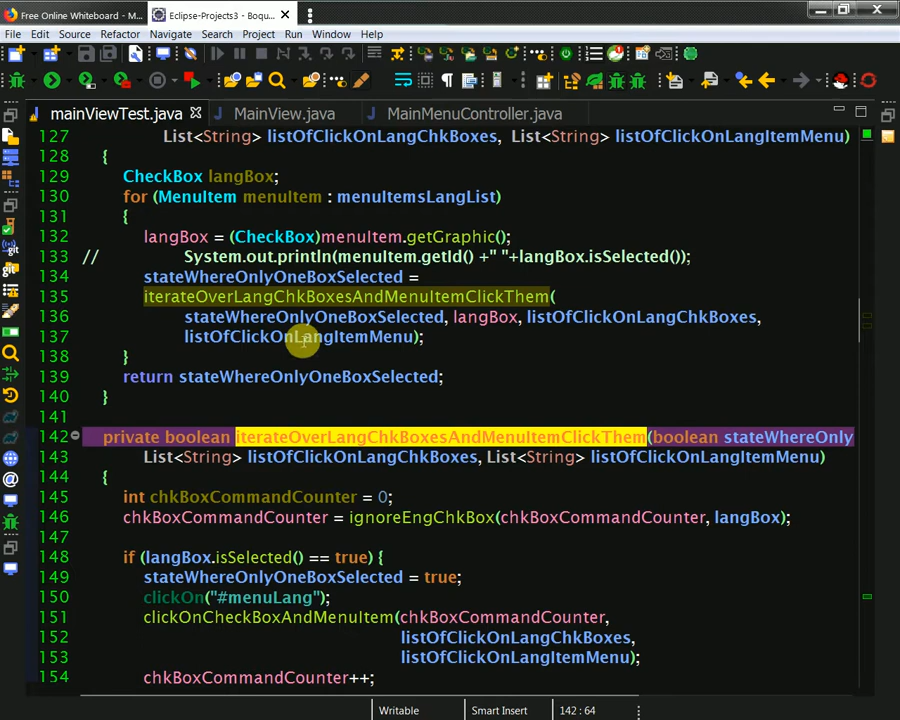 Free Online Whiteboard - M...
Eclipse-Projects3 - Boqu... ×
File Edit Source Refactor Navigate Search Project Run Window Help
mainViewTest.java MainView.java MainMenuController.java
127 List<String> listOfClickOnLangChkBoxes, List<String> listOfClickOnLangItemMenu)
128 {
129 CheckBox langBox;
130 for (MenuItem menuItem : menuItemsLangList)
131 {
132 langBox = (CheckBox)menuItem.getGraphic();
133 // System.out.println(menuItem.getId() +" "+langBox.isSelected());
134 stateWhereOnlyOneBoxSelected =
135 iterateOverLangChkBoxesAndMenuItemClickThem(
136 stateWhereOnlyOneBoxSelected, langBox, listOfClickOnLangChkBoxes,
137 listOfClickOnLangItemMenu);
138 }
139 return stateWhereOnlyOneBoxSelected;
140 }
141
142 private boolean iterateOverLangChkBoxesAndMenuItemClickThem(boolean stateWhereOnly
143 List<String> listOfClickOnLangChkBoxes, List<String> listOfClickOnLangItemMenu)
144 {
145 int chkBoxCommandCounter = 0;
146 chkBoxCommandCounter = ignoreEngChkBox(chkBoxCommandCounter, langBox);
147
148 if (langBox.isSelected() == true) {
149 stateWhereOnlyOneBoxSelected = true;
150 clickOn("#menuLang");
151 clickOnCheckBoxAndMenuItem(chkBoxCommandCounter,
152 listOfClickOnLangChkBoxes,
153 listOfClickOnLangItemMenu);
154 chkBoxCommandCounter++;
Writable Smart Insert 142 : 64